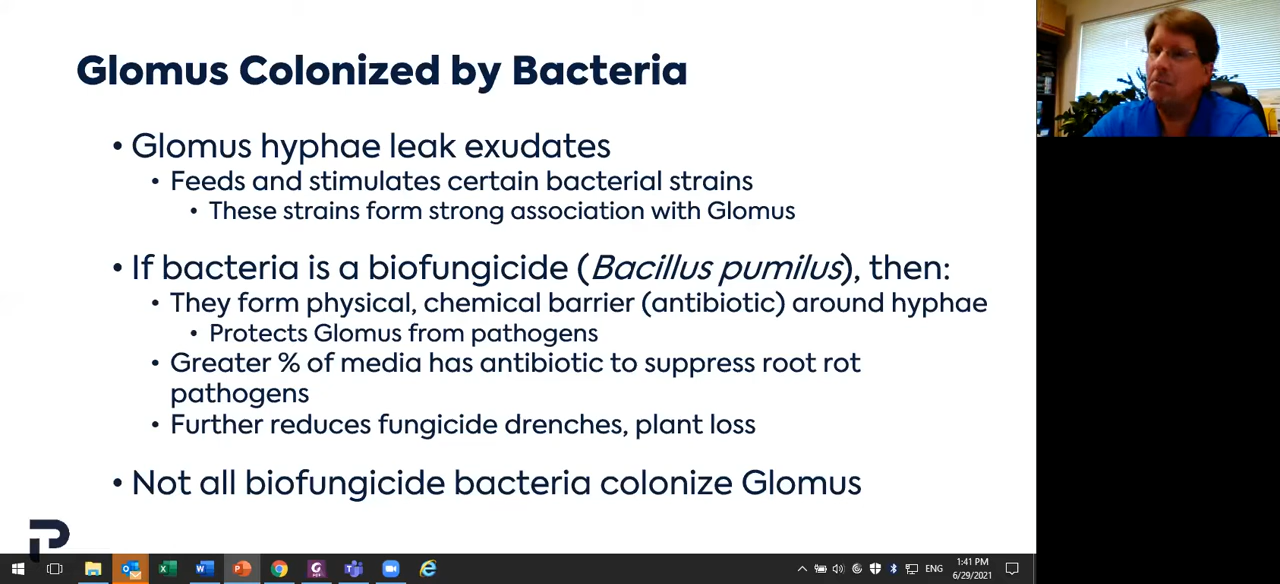 Glomus Colonized by Bacteria
• Glomus hyphae leak exudates
• Feeds and stimulates certain bacterial strains
• These strains form strong association with Glomus
• If bacteria is a biofungicide (Bacillus pumilus), then:
• They form physical, chemical barrier (antibiotic) around hyphae
• Protects Glomus from pathogens
• Greater % of media has antibiotic to suppress root rot
pathogens
• Further reduces fungicide drenches, plant loss
• Not all biofungicide bacteria colonize Glomus
ENG
1:41 PM
6/29/2021